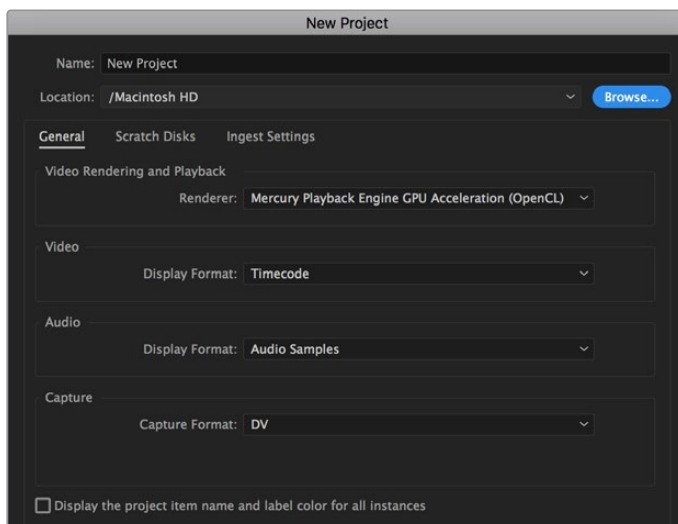 New Project
Name: New Project
Location: /Macintosh HD Browse...
General Scratch Disks Ingest Settings
Video Rendering and Playback
Renderer: Mercury Playback Engine GPU Acceleration (OpenCL)
Video
Display Format: Timecode
Audio
Display Format: Audio Samples
Capture
Capture Format: DV
Display the project item name and label color for all instances